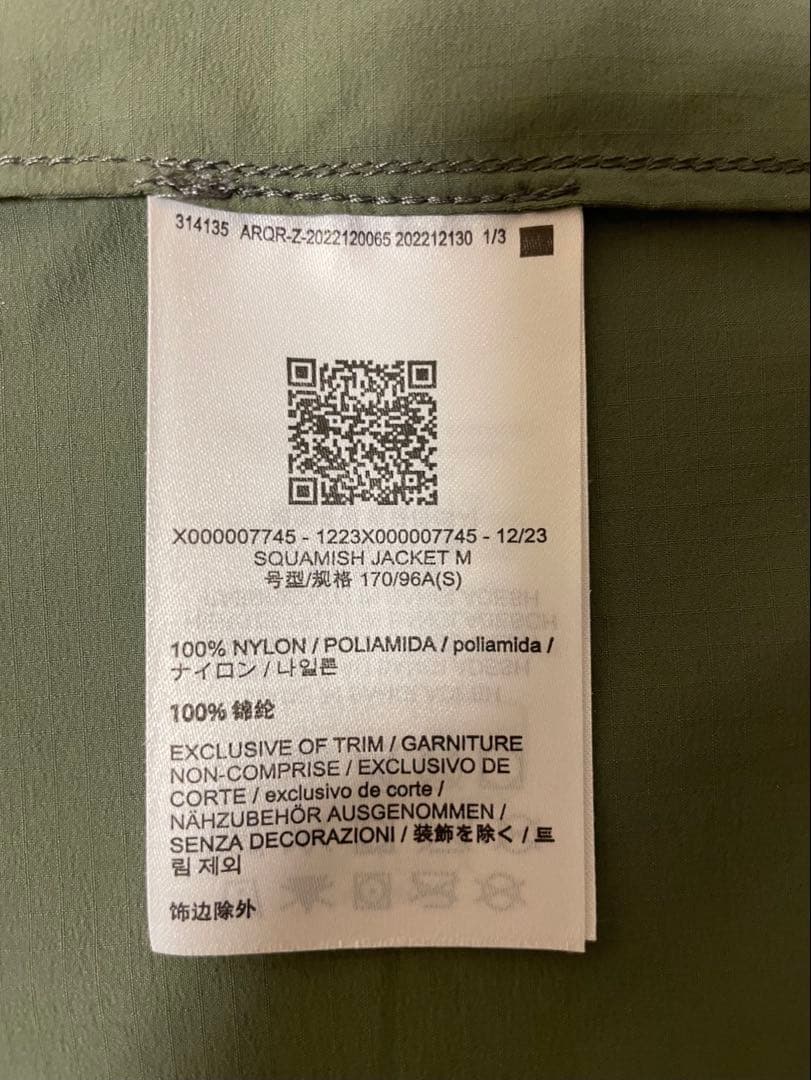 314135 ARQR-Z-2022120065 202212130 1/3
X000007745 - 1223X000007745 - 12/23
SQUAMISH JACKET M
号型/规格 170/96A(S)
100% NYLON / POLIAMIDA / poliamida /
ナイロン / 나일론
100% 锦纶
EXCLUSIVE OF TRIM / GARNITURE
NON-COMPRISE / EXCLUSIVO DE
CORTE / exclusivo de corte /
NÄHZUBEHÖR AUSGENOMMEN /
SENZA DECORAZIONI / 装飾を除く / 트
림 제외
饰边除外